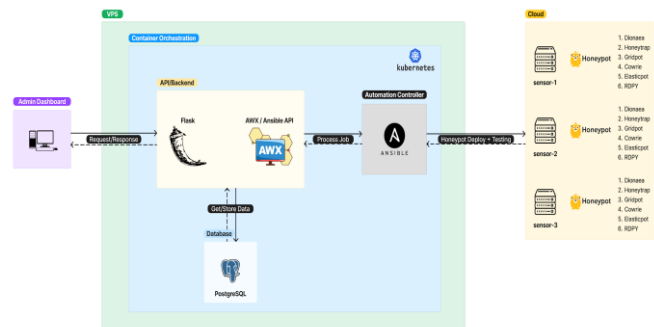 VPS
Cloud
Container Orchestration
kubernetes
API/Backend
Automation Controller
Admin Dashboard
Flask
AWX / Ansible API
AWX
Request/Response
Process Job
ANSIBLE
Honeypot Deploy + Testing
Get/Store Data
Database
PostgreSQL
sensor-1
Honeypot
1. Dionaea
2. Honeytrap
3. Gridpot
4. Cowrie
5. Elasticpot
6. RDPY
sensor-2
Honeypot
1. Dionaea
2. Honeytrap
3. Gridpot
4. Cowrie
5. Elasticpot
6. RDPY
sensor-3
Honeypot
1. Dionaea
2. Honeytrap
3. Gridpot
4. Cowrie
5. Elasticpot
6. RDPY